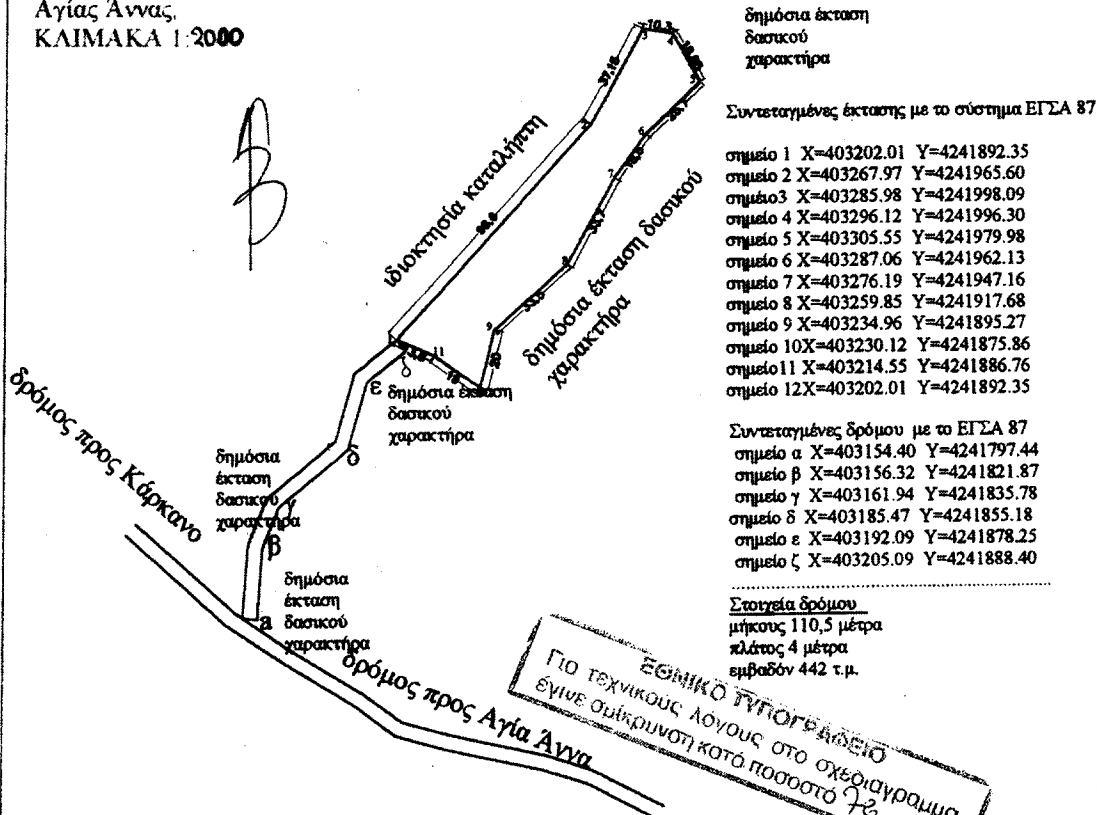 Αγίας Άννας,
ΚΛΙΜΑΚΑ 1:2000
δημόσια έκταση
δασικού
χαρακτήρα
Συντεταγμένες έκτασης με το σύστημα ΕΓΣΑ 87
σημείο 1 Χ=403202.01 Υ=4241892.35
σημείο 2 Χ=403267.97 Υ=4241965.60
σημέιο3 Χ=403285.98 Υ=4241998.09
σημείο 4 Χ=403296.12 Υ=4241996.30
σημείο 5 Χ=403305.55 Υ=4241979.98
σημείο 6 Χ=403287.06 Υ=4241962.13
σημείο 7 Χ=403276.19 Υ=4241947.16
σημείο 8 Χ=403259.85 Υ=4241917.68
σημείο 9 Χ=403234.96 Υ=4241895.27
σημείο 10Χ=403230.12 Υ=4241875.86
σημείο11 Χ=403214.55 Υ=4241886.76
σημείο 12Χ=403202.01 Υ=4241892.35
Συντεταγμένες δρόμου με το ΕΓΣΑ 87
σημείο α Χ=403154.40 Υ=4241797.44
σημείο β Χ=403156.32 Υ=4241821.87
σημείο γ Χ=403161.94 Υ=4241835.78
σημείο δ Χ=403185.47 Υ=4241855.18
σημείο ε Χ=403192.09 Υ=4241878.25
σημείο ζ Χ=403205.09 Υ=4241888.40
Στοιχεία δρόμου
μήκους 110,5 μέτρα
πλάτος 4 μέτρα
εμβαδόν 442 τ.μ.
ιδιοκτησία καταλήπτη
δημόσια έκταση δασικού
χαρακτήρα
37,15
6
7
8
9
11
ε
δημόσια έκταση
δασικού
χαρακτήρα
δ
δημόσια
έκταση
δασικού
χαρακτήρα
γ
β
δημόσια
έκταση
δασικού
χαρακτήρα
a
δρόμος προς Κάρκανο
δρόμος προς Αγία Άννα
ΕΘΝΙΚΟ ΤΥΠΟΓΡΑΦΕΙΟ
Για τεχνικούς λόγους στο σχεδιάγραμμα
έγινε σμίκρυνση κατά ποσοστό